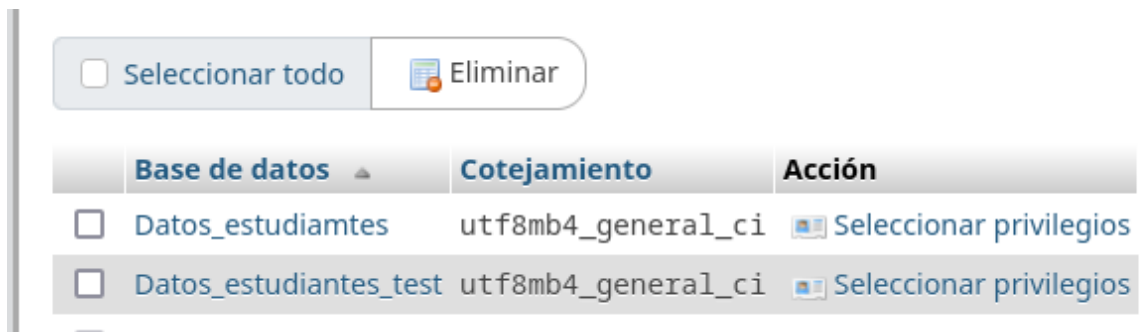 Seleccionar todo Eliminar
Base de datos Cotejamiento Acción
Datos_estudiamtes utf8mb4_general_ci Seleccionar privilegios
Datos_estudiantes_test utf8mb4_general_ci Seleccionar privilegios